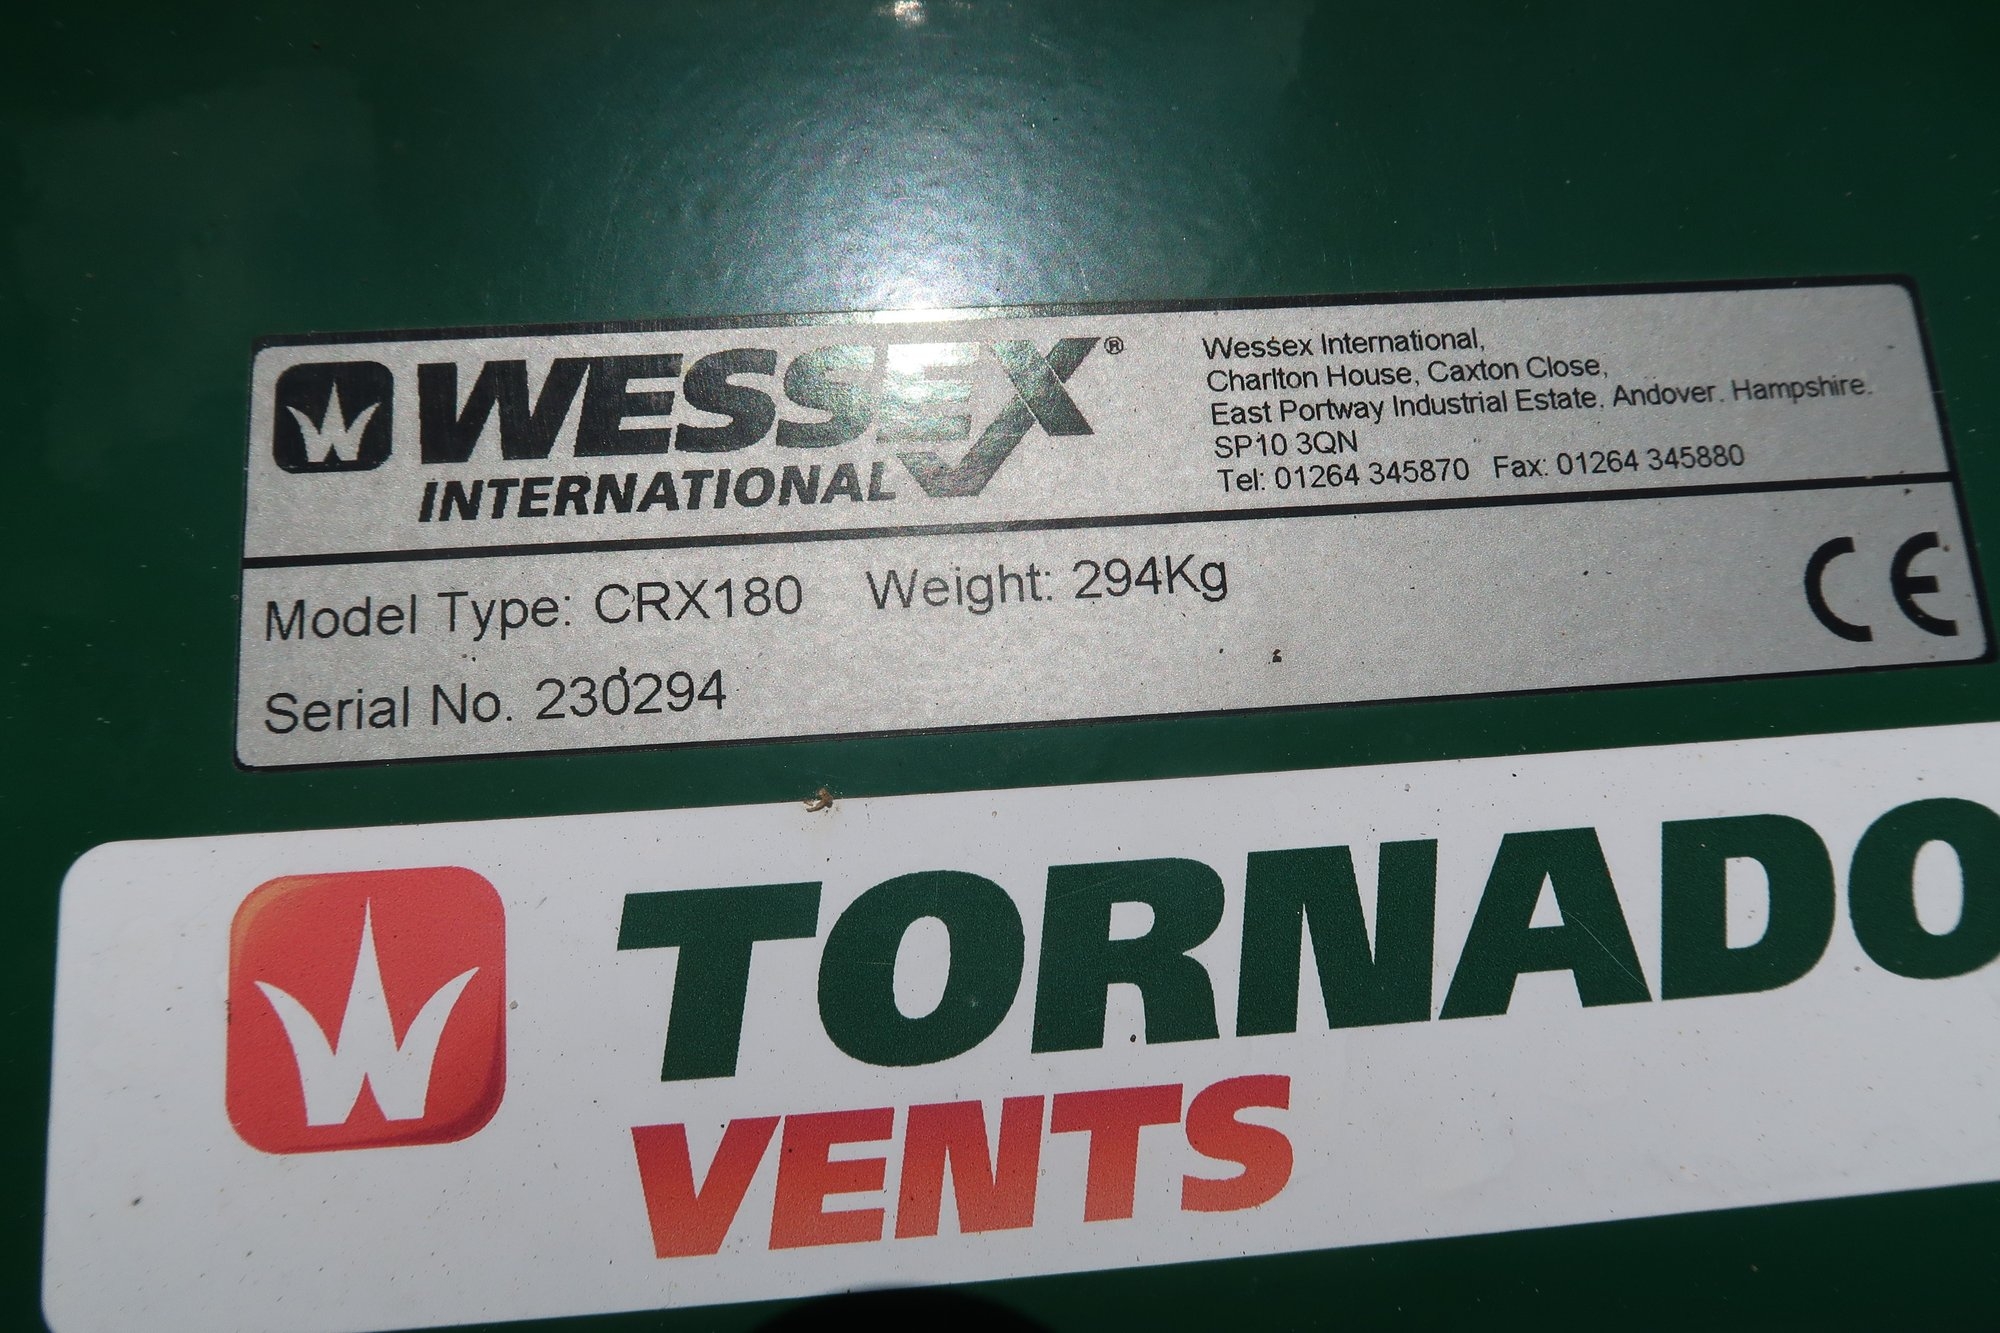 WESSEX®
INTERNATIONAL
Wessex International,
Charlton House, Caxton Close,
East Portway Industrial Estate. Andover. Hampshire.
SP10 3QN
Tel: 01264 345870 Fax: 01264 345880
Model Type: CRX180 Weight: 294Kg
CE
Serial No. 230294
TORNADO
VENTS